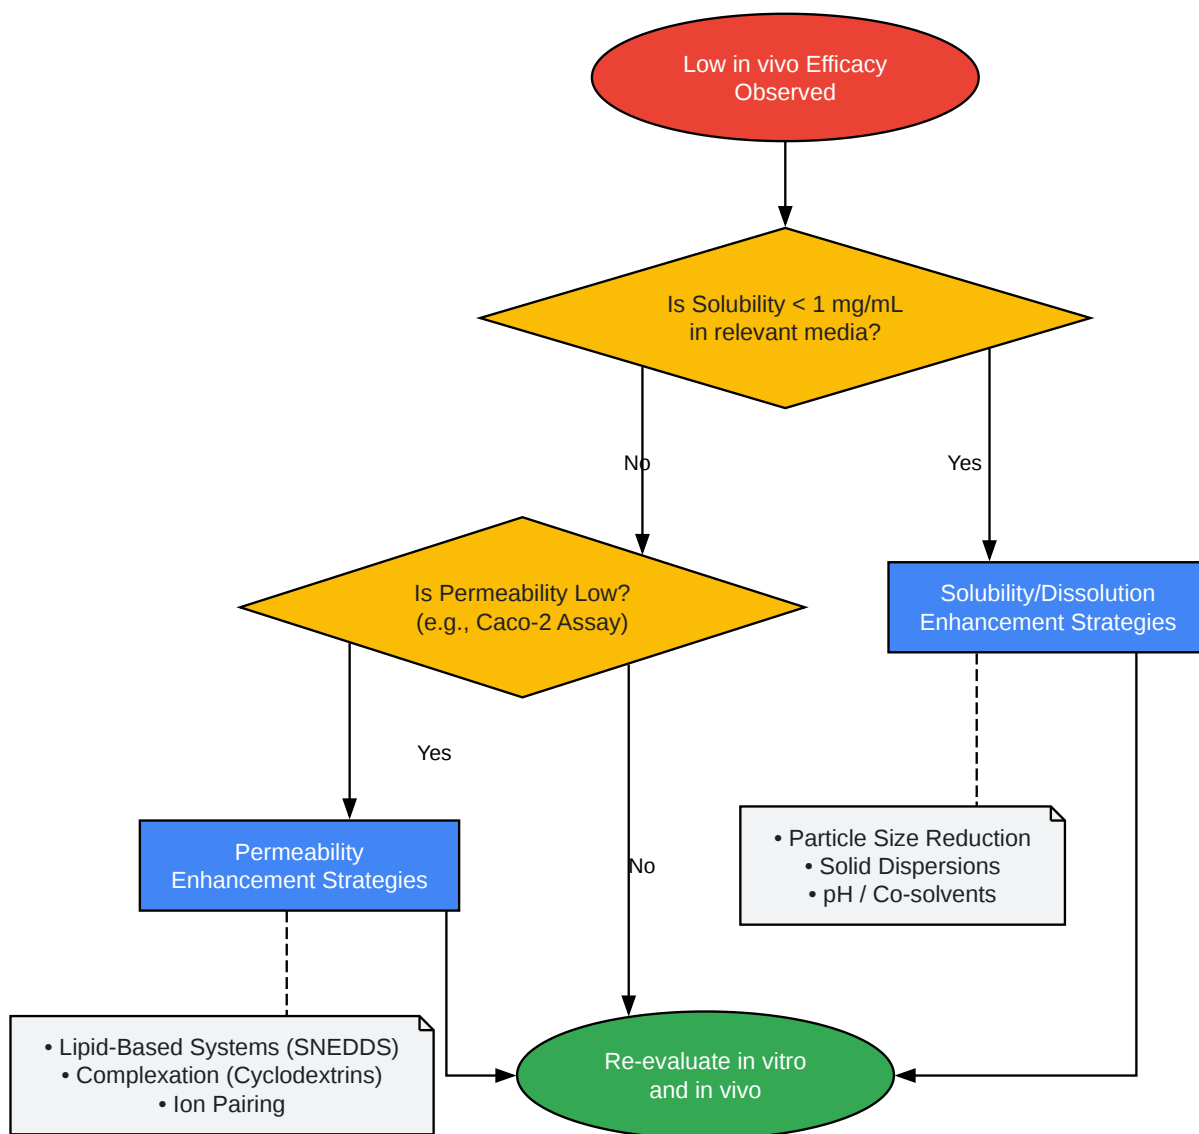 Low in vivo Efficacy
Observed
Is Solubility < 1 mg/mL
in relevant media?
No
Yes
Is Permeability Low?
(e.g., Caco-2 Assay)
Solubility/Dissolution
Enhancement Strategies
Yes
No
Permeability
Enhancement Strategies
• Particle Size Reduction
• Solid Dispersions
• pH / Co-solvents
• Lipid-Based Systems (SNEDDS)
• Complexation (Cyclodextrins)
• Ion Pairing
Re-evaluate in vitro
and in vivo